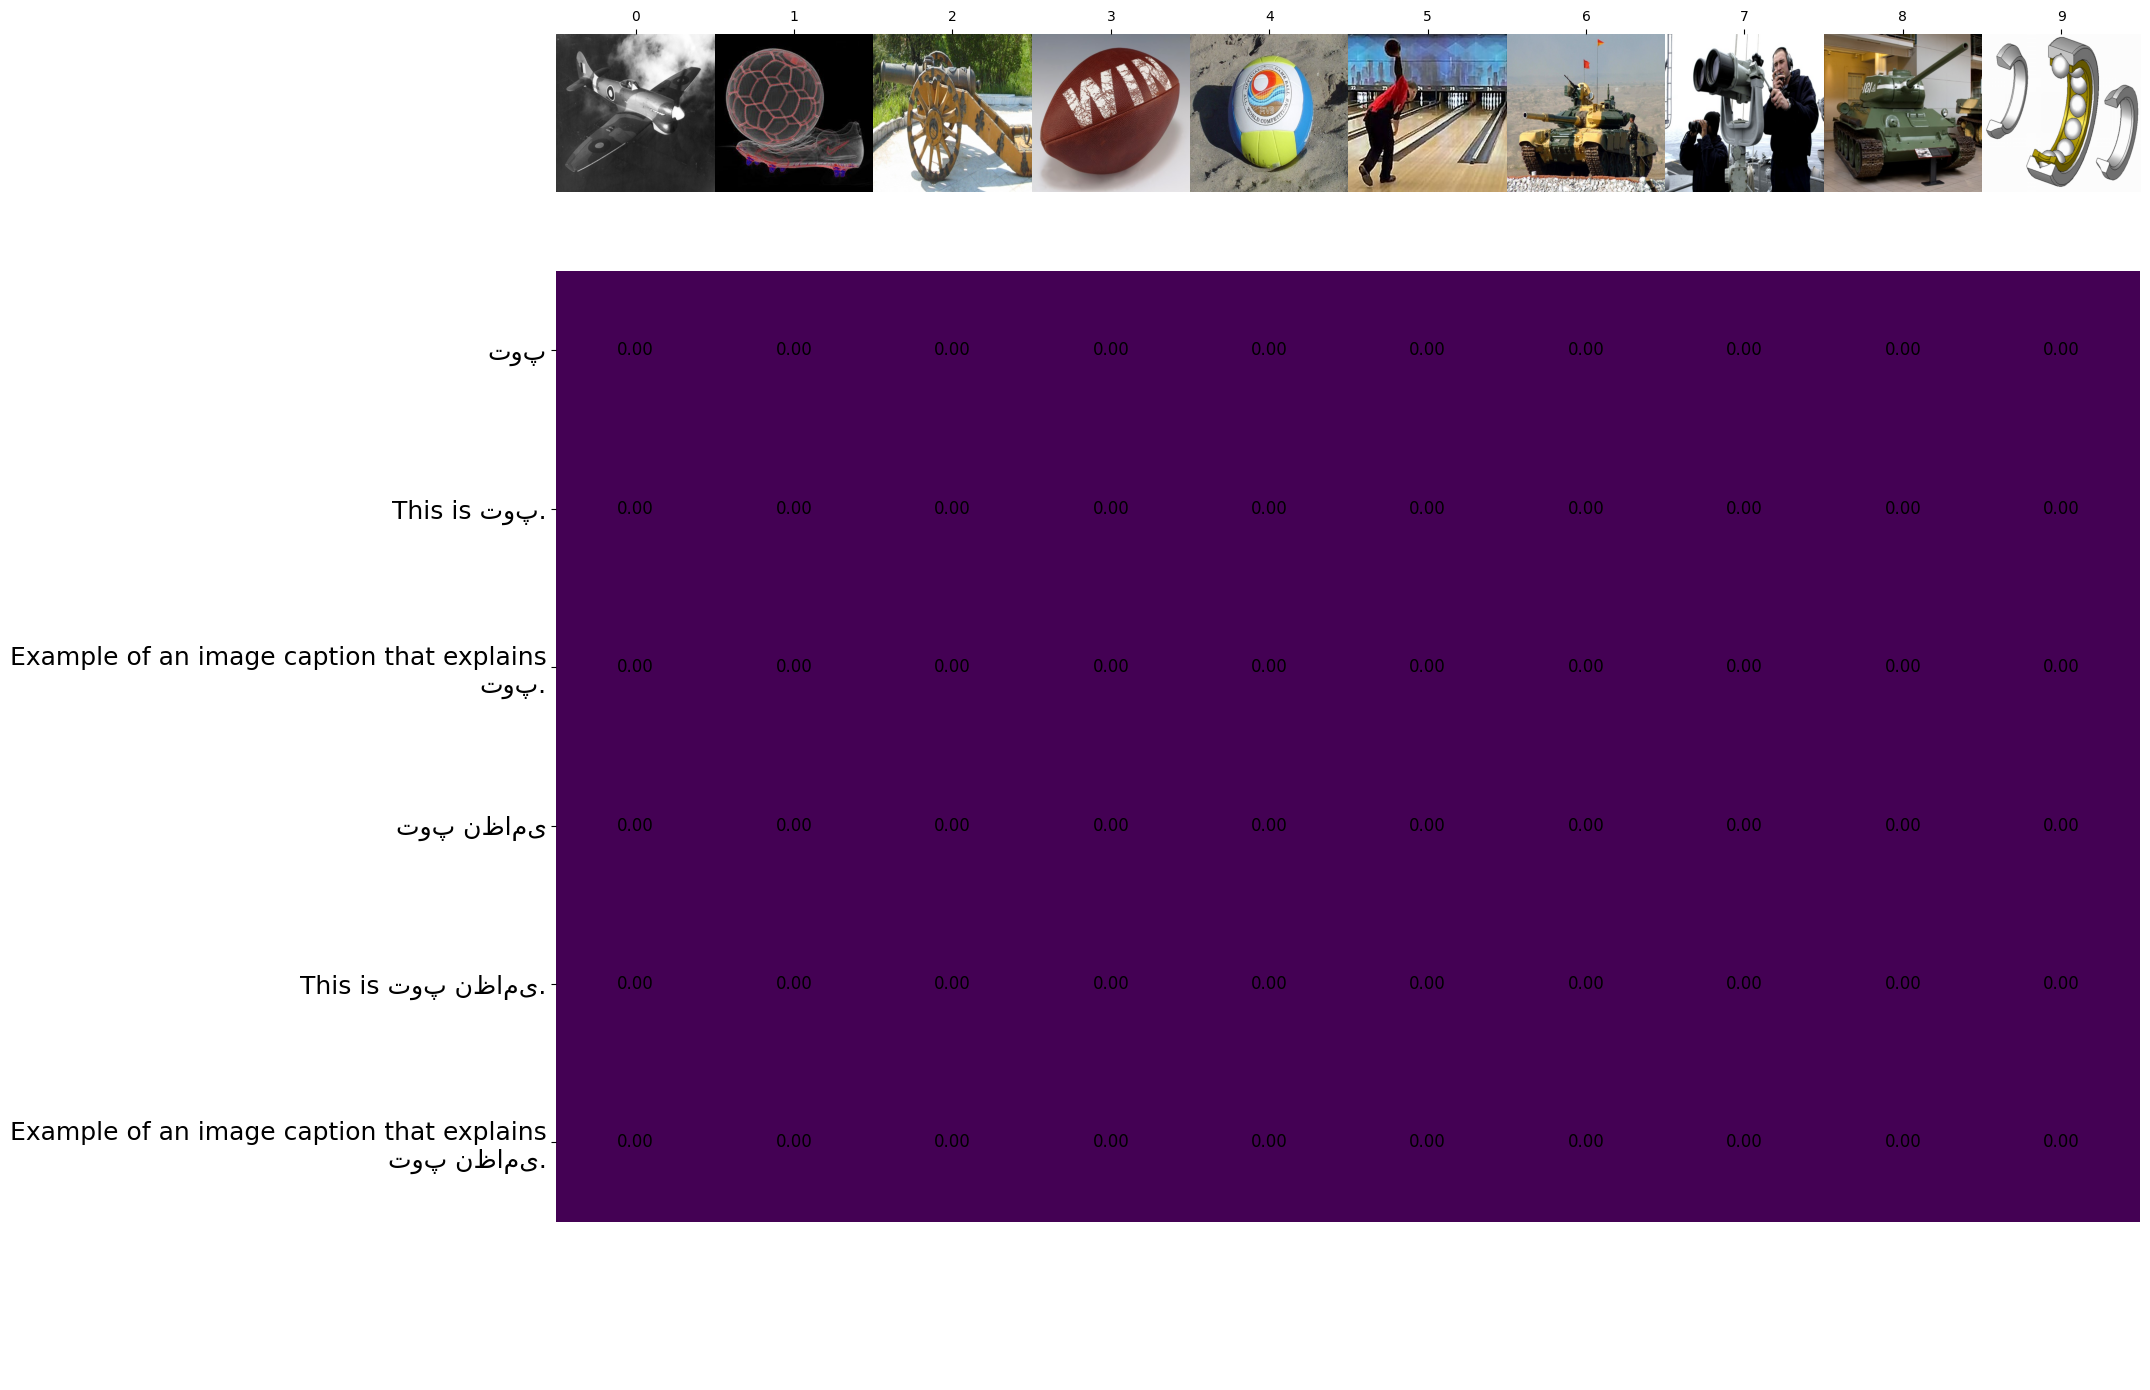 0 1 2 3 4 5 6 7 8 9
WIN
توپ 0.00 0.00 0.00 0.00 0.00 0.00 0.00 0.00 0.00 0.00
This is توپ. 0.00 0.00 0.00 0.00 0.00 0.00 0.00 0.00 0.00 0.00
Example of an image caption that explains
توپ. 0.00 0.00 0.00 0.00 0.00 0.00 0.00 0.00 0.00 0.00
توپ نظامی 0.00 0.00 0.00 0.00 0.00 0.00 0.00 0.00 0.00 0.00
This is توپ نظامی. 0.00 0.00 0.00 0.00 0.00 0.00 0.00 0.00 0.00 0.00
Example of an image caption that explains
توپ نظامی. 0.00 0.00 0.00 0.00 0.00 0.00 0.00 0.00 0.00 0.00